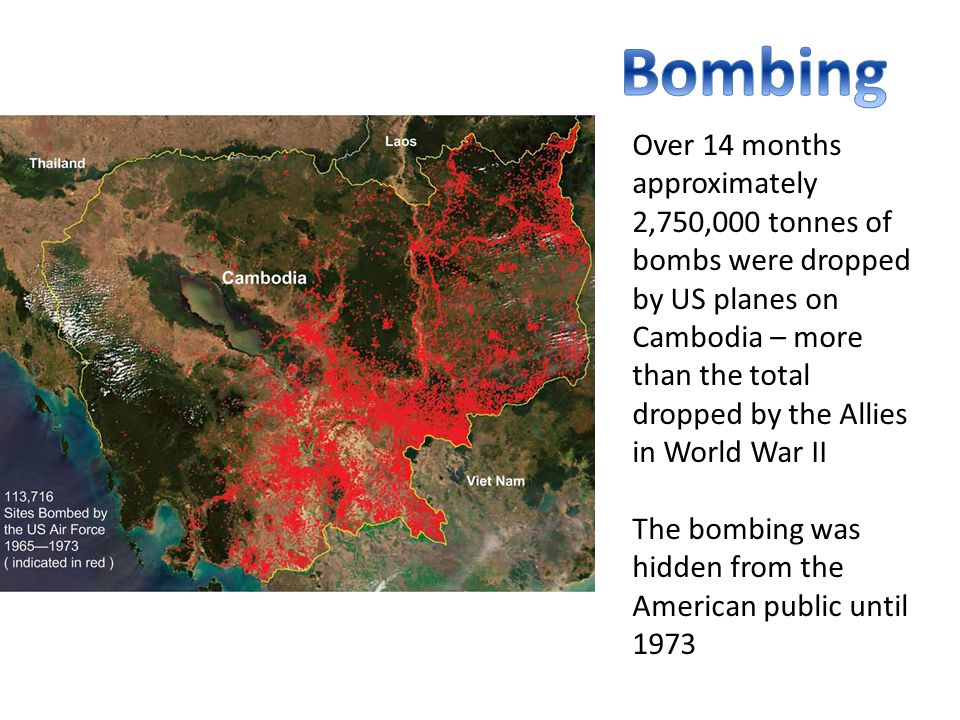 Bombing
Over 14 months
approximately
2,750,000 tonnes of
bombs were dropped
by US planes on
Cambodia – more
than the total
dropped by the Allies
in World War II
The bombing was
hidden from the
American public until
1973
Thailand
Laos
Cambodia
Viet Nam
113,716
Sites Bombed by
the US Air Force
1965—1973
( indicated in red )